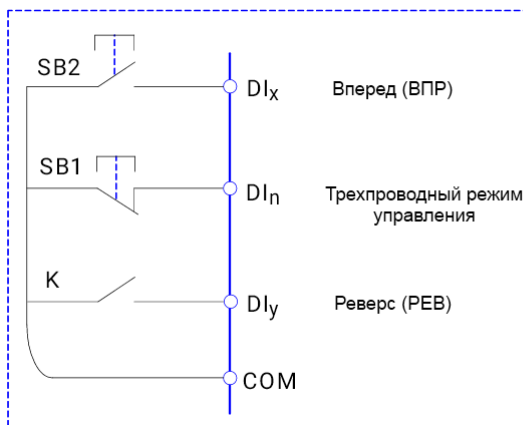 SB2
DIx
Вперед (ВПР)
SB1
DIn
Трехпроводный режим
управления
K
DIy
Реверс (РЕВ)
COM